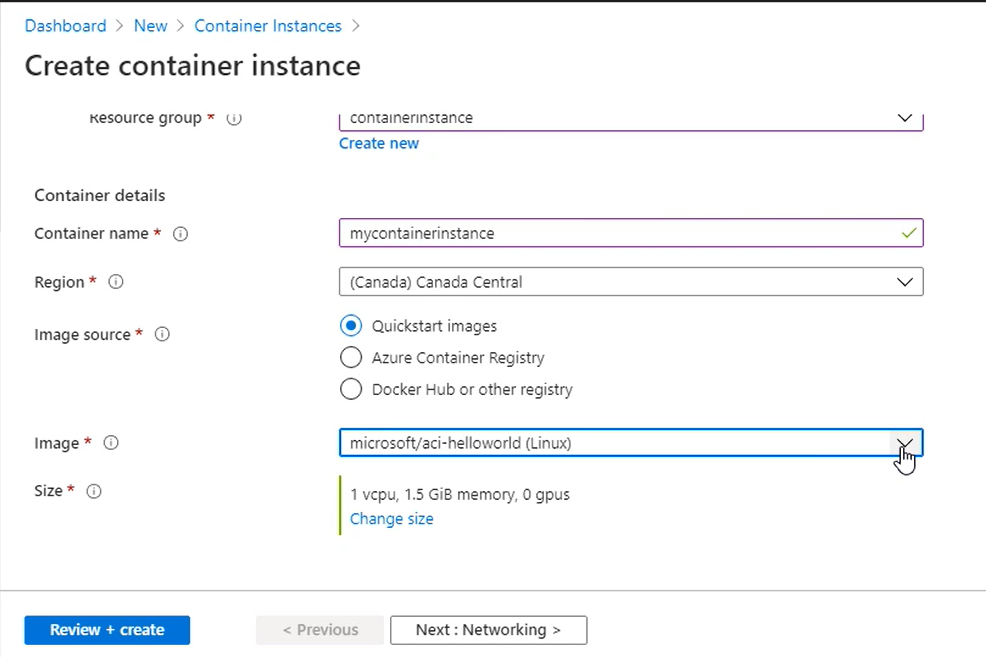 Dashboard > New > Container Instances >
Create container instance
Resource group *
containerinstance
Create new
Container details
Container name *
mycontainerinstance
Region *
(Canada) Canada Central
Image source *
Quickstart images
Azure Container Registry
Docker Hub or other registry
Image *
microsoft/aci-helloworld (Linux)
Size *
1 vcpu, 1.5 GiB memory, 0 gpus
Change size
Review + create
< Previous
Next : Networking >